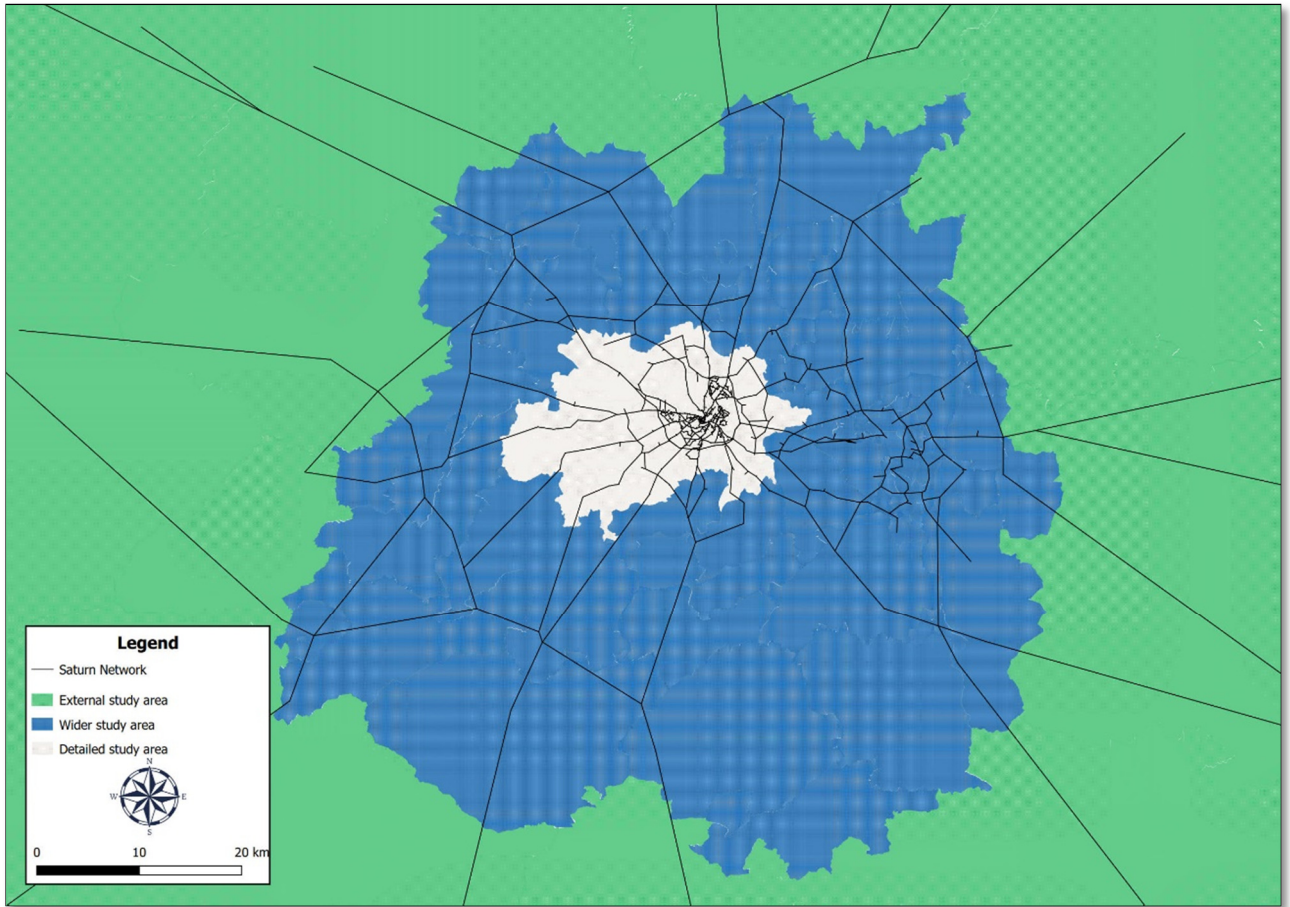 Legend
Saturn Network
External study area
Wider study area
Detailed study area
N
W E
S
0 10 20 km